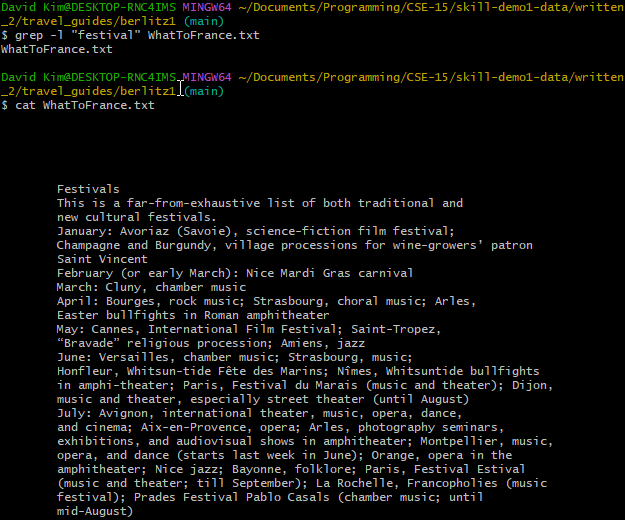 David Kim@DESKTOP-RNC4IMS MINGW64 ~/Documents/Programming/CSE-15/skill-demo1-data/written
_2/travel_guides/berlitz1 (main)
$ grep -l "festival" WhatToFrance.txt
WhatToFrance.txt
David Kim@DESKTOP-RNC4IMS MINGW64 ~/Documents/Programming/CSE-15/skill-demo1-data/written
_2/travel_guides/berlitz1 (main)
$ cat WhatToFrance.txt
Festivals
This is a far-from-exhaustive list of both traditional and
new cultural festivals.
January: Avoriaz (Savoie), science-fiction film festival;
Champagne and Burgundy, village processions for wine-growers’ patron
Saint Vincent
February (or early March): Nice Mardi Gras carnival
March: Cluny, chamber music
April: Bourges, rock music; Strasbourg, choral music; Arles,
Easter bullfights in Roman amphitheater
May: Cannes, International Film Festival; Saint-Tropez,
“Bravade” religious procession; Amiens, jazz
June: Versailles, chamber music; Strasbourg, music;
Honfleur, Whitsun-tide Fête des Marins; Nîmes, Whitsuntide bullfights
in amphi-theater; Paris, Festival du Marais (music and theater); Dijon,
music and theater, especially street theater (until August)
July: Avignon, international theater, music, opera, dance,
and cinema; Aix-en-Provence, opera; Arles, photography seminars,
exhibitions, and audiovisual shows in amphitheater; Montpellier, music,
opera, and dance (starts last week in June); Orange, opera in the
amphitheater; Nice jazz; Bayonne, folklore; Paris, Festival Estival
(music and theater; till September); La Rochelle, Francopholies (music
festival); Prades Festival Pablo Casals (chamber music; until
mid-August)